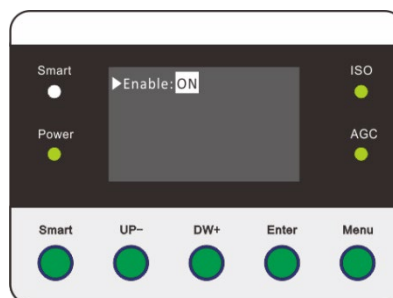 Smart
ISO
▶Enable:ON
Power
AGC
Smart
UP-
DW+
Enter
Menu